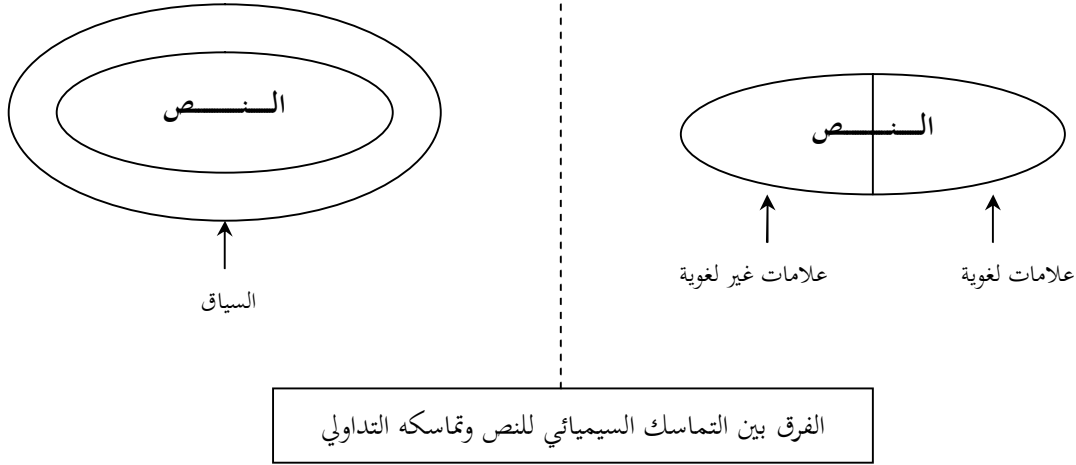 النص
النص
علامات لغوية
علامات غير لغوية
السياق
الفرق بين التماسك السيميائي للنص وتماسكه التداولي